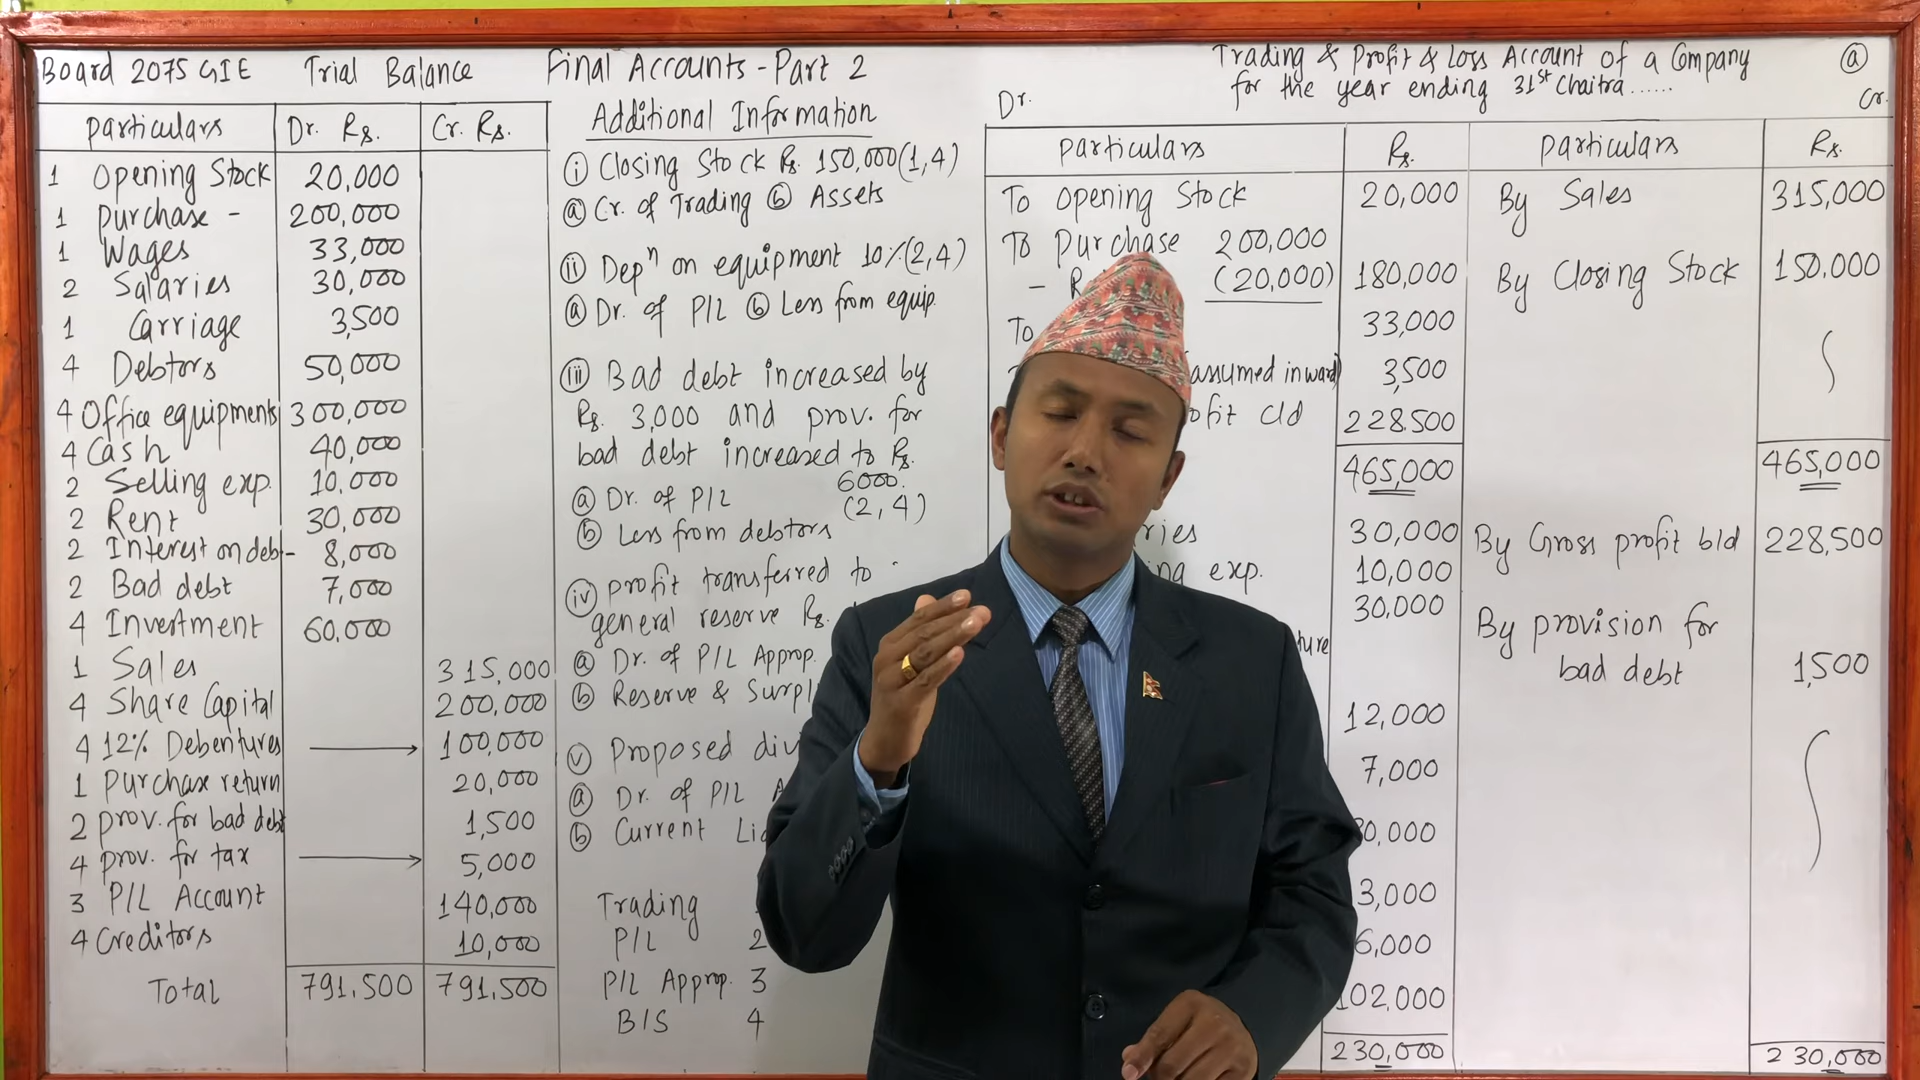 Board 2075 GIE Trial Balance Final Accounts - Part 2
particulars Dr. Rs. Cr. Rs.
1 Opening Stock 20,000
1 purchase - 200,000
1 Wages 33,000
2 Salaries 30,000
1 Carriage 3,500
4 Debtors 50,000
4 Office equipments 300,000
4 Cash 40,000
2 Selling exp. 10,000
2 Rent 30,000
2 Interest on deb- 8,000
2 Bad debt 7,000
4 Investment 60,000
1 Sales 315,000
4 Share Capital 200,000
4 12% Debentures 100,000
1 purchase return 20,000
2 prov. for bad debt 1,500
4 prov. for tax 5,000
3 P/L Account 140,000
4 Creditors 10,000
Total 791,500 791,500
Additional Information
(i) Closing Stock Rs. 150,000 (1,4)
(a) Cr. of Trading (b) Assets
(ii) Depn on equipment 10% (2,4)
(a) Dr. of P/L (b) Less from equip.
(iii) Bad debt increased by
Rs. 3,000 and prov. for
bad debt increased to Rs.
6000.
(a) Dr. of P/L (2,4)
(b) Less from debtors
(iv) profit transferred to
general reserve Rs.
(a) Dr. of P/L Approp.
(b) Reserve &
(v) Proposed
(a) Dr. of P/L
(b) Current
Trading
P/L 2
P/L Approp. 3
B/S 4
Trading & Profit & Loss Account of a Company (a)
for the year ending 31st Chaitra......
Dr. Cr.
particulars Rs. particulars Rs.
To Opening Stock 20,000 By Sales 315,000
To Purchase 200,000
- (20,000) 180,000 By Closing Stock 150,000
To 33,000
(assumed inward) 3,500
c/d 228,500
465,000 465,000
30,000 By Gross profit b/d 228,500
exp. 10,000
30,000 By provision for
bad debt 1,500
12,000
7,000
3,000
6,000
102,000
230,000 230,000